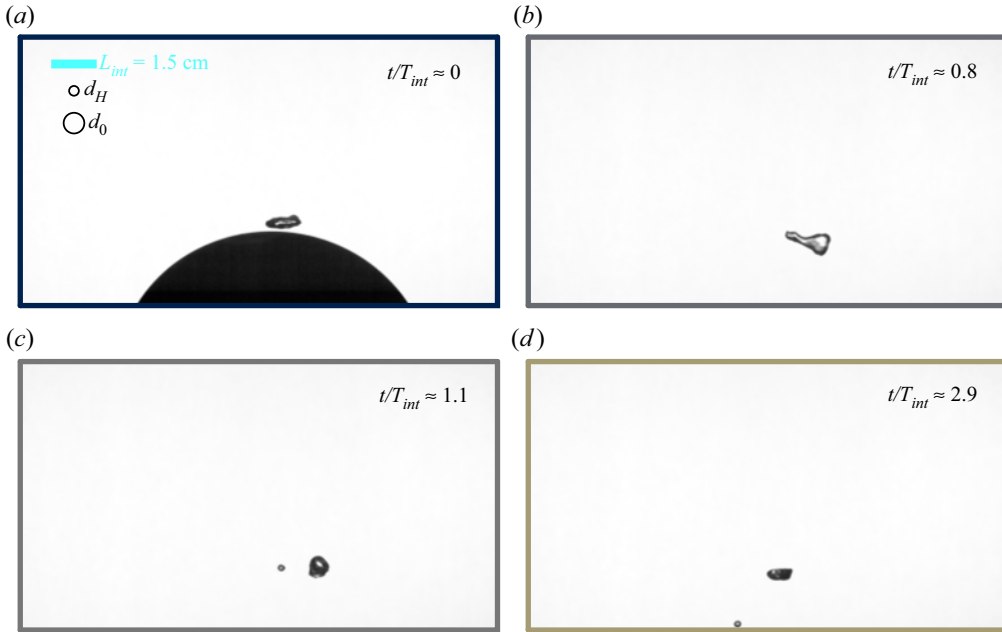 (a)
L_int = 1.5 cm
t/T_int ≈ 0
d_H
d_0
(b)
t/T_int ≈ 0.8
(c)
t/T_int ≈ 1.1
(d)
t/T_int ≈ 2.9